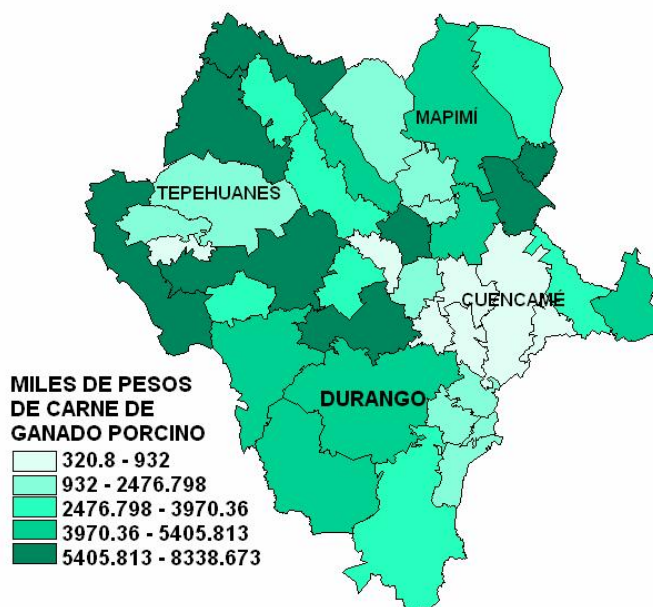 MAPIMÍ
TEPEHUANES
CUENCAMÉ
DURANGO
MILES DE PESOS
DE CARNE DE
GANADO PORCINO
320.8 - 932
932 - 2476.798
2476.798 - 3970.36
3970.36 - 5405.813
5405.813 - 8338.673